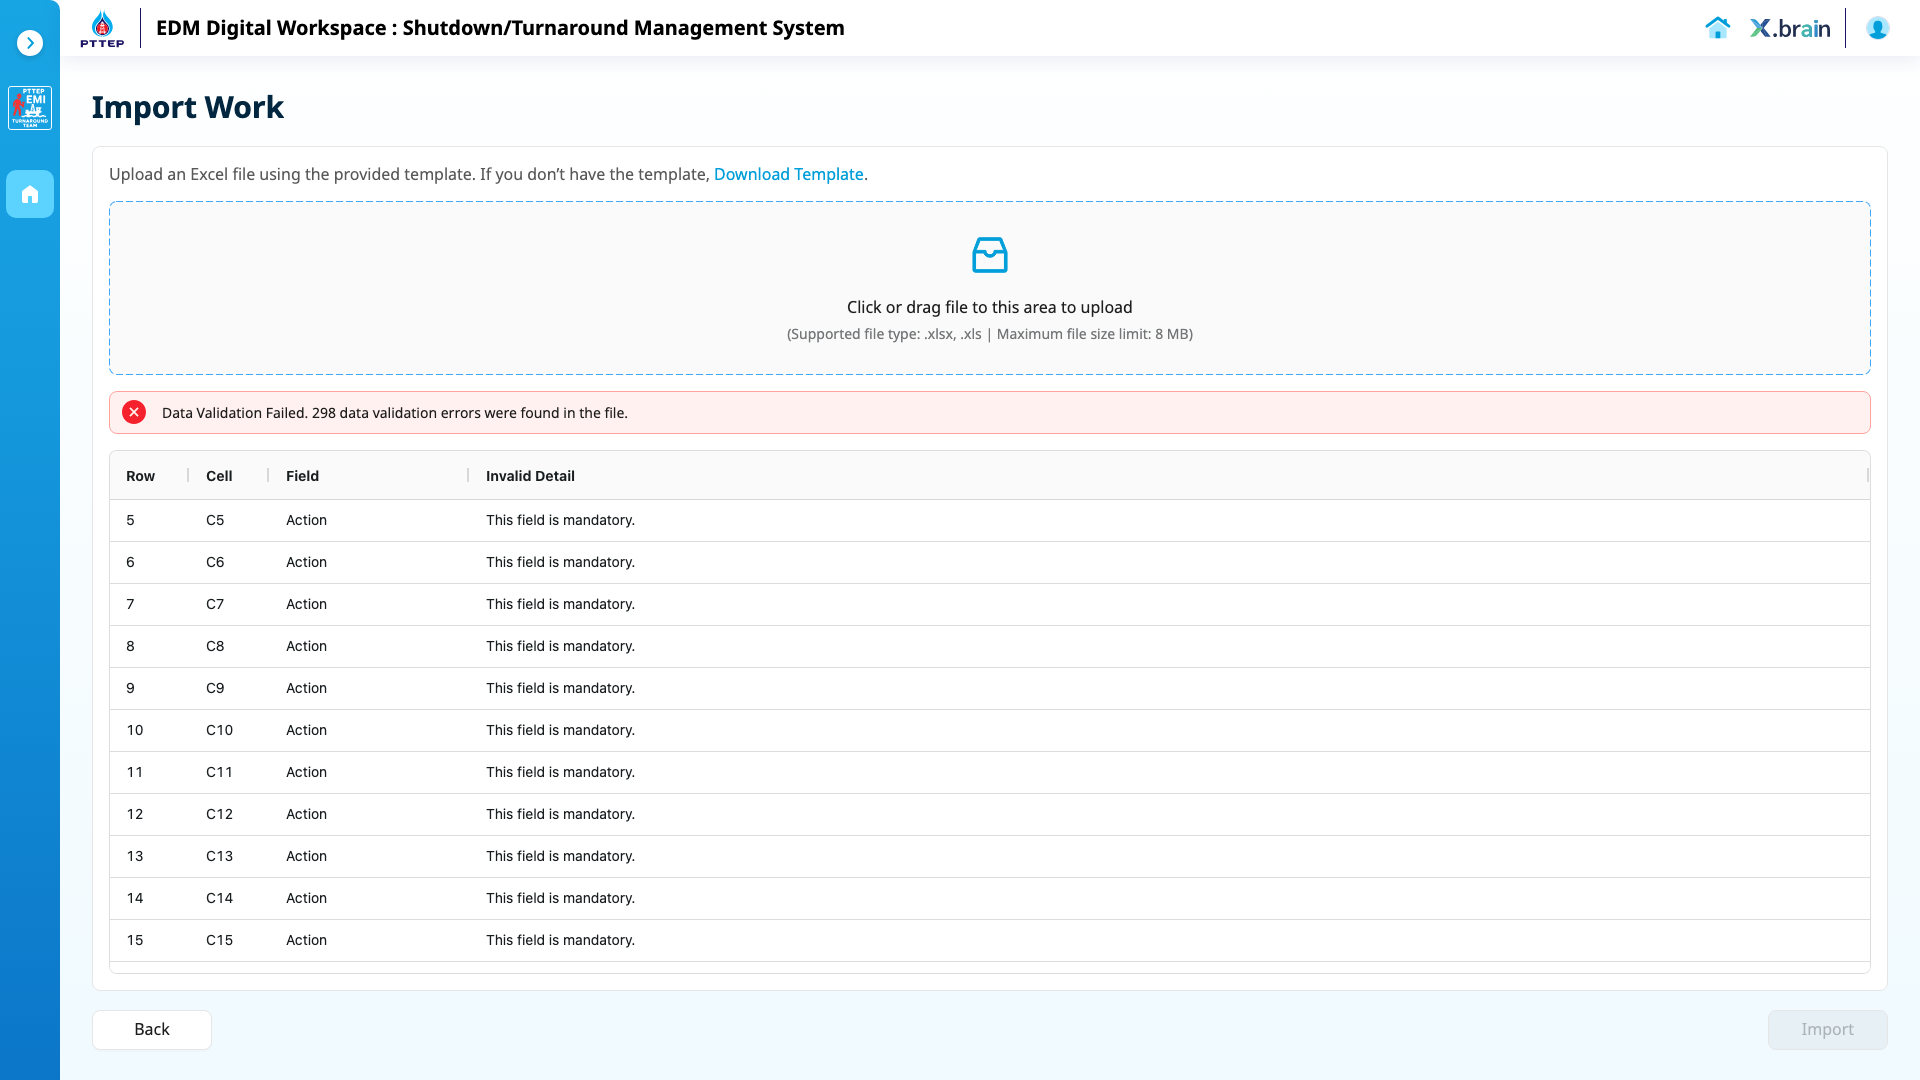 PTTEP
EDM Digital Workspace : Shutdown/Turnaround Management System
X.brain
PTTEP
EMI
TURNAROUND
TEAM
Import Work
Upload an Excel file using the provided template. If you don’t have the template, Download Template.
Click or drag file to this area to upload
(Supported file type: .xlsx, .xls | Maximum file size limit: 8 MB)
Data Validation Failed. 298 data validation errors were found in the file.
Row Cell Field Invalid Detail
5 C5 Action This field is mandatory.
6 C6 Action This field is mandatory.
7 C7 Action This field is mandatory.
8 C8 Action This field is mandatory.
9 C9 Action This field is mandatory.
10 C10 Action This field is mandatory.
11 C11 Action This field is mandatory.
12 C12 Action This field is mandatory.
13 C13 Action This field is mandatory.
14 C14 Action This field is mandatory.
15 C15 Action This field is mandatory.
Back
Import